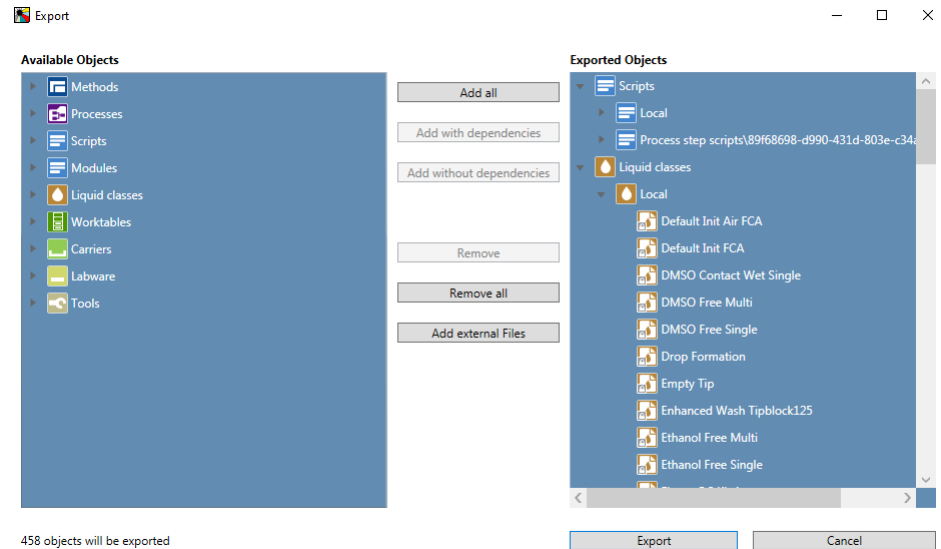 Export
Available Objects
Methods
Processes
Scripts
Modules
Liquid classes
Worktables
Carriers
Labware
Tools
Add all
Add with dependencies
Add without dependencies
Remove
Remove all
Add external Files
Exported Objects
Scripts
Local
Process step scripts\89f68698-d990-431d-803e-c34a
Liquid classes
Local
Default Init Air FCA
Default Init FCA
DMSO Contact Wet Single
DMSO Free Multi
DMSO Free Single
Drop Formation
Empty Tip
Enhanced Wash Tipblock125
Ethanol Free Multi
Ethanol Free Single
458 objects will be exported
Export
Cancel